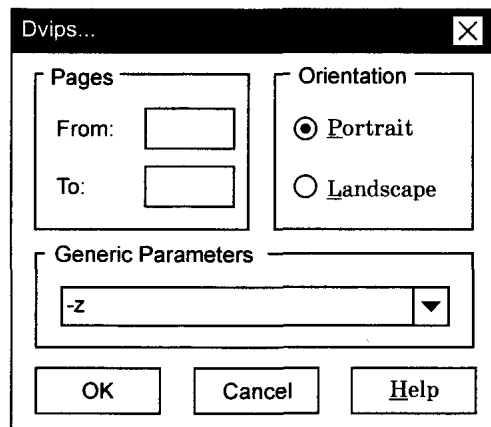 Dvips...
Pages
From:
To:
Orientation
Portrait
Landscape
Generic Parameters
-z
OK
Cancel
Help